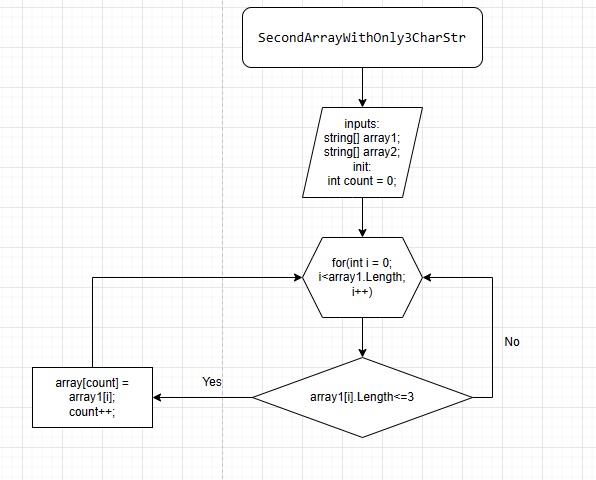 SecondArrayWithOnly3CharStr
inputs:
string[] array1;
string[] array2;
init:
int count = 0;
for(int i = 0;
i<array1.Length;
i++)
No
Yes
array1[i].Length<=3
array[count] =
array1[i];
count++;